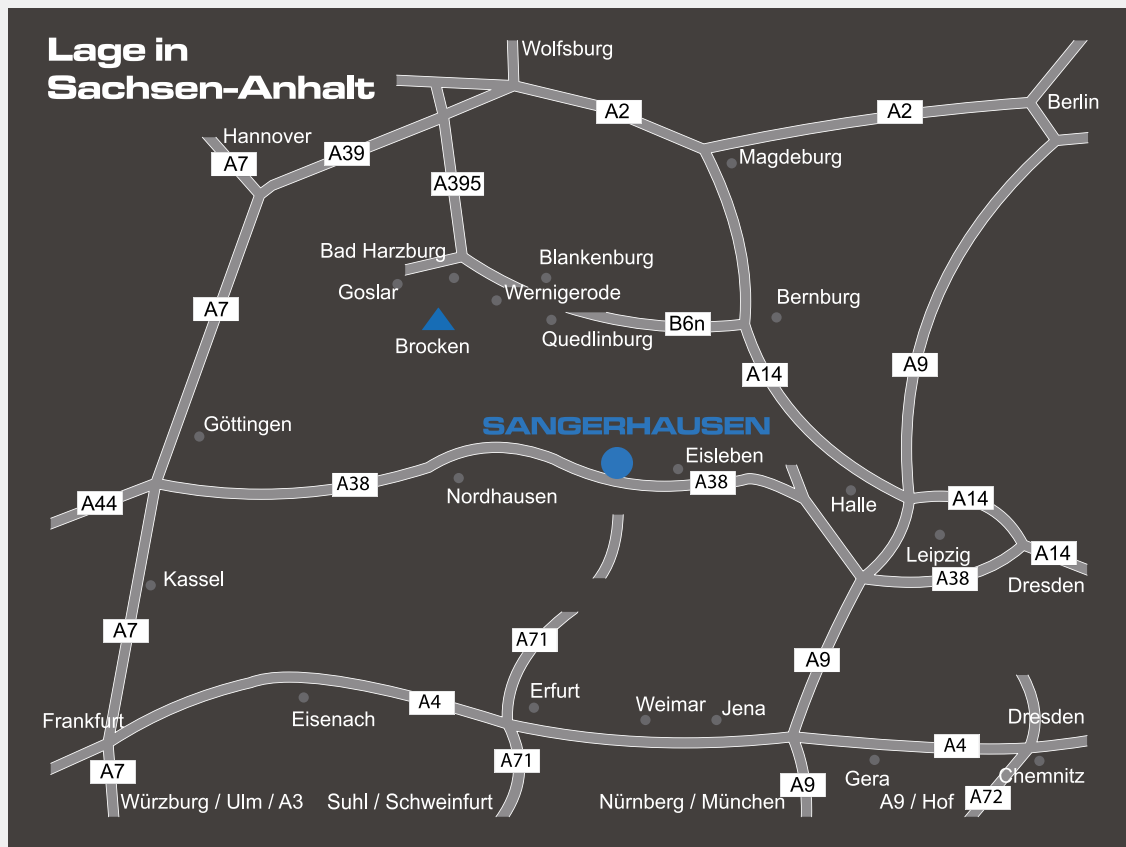 Lage in
Sachsen-Anhalt
Wolfsburg
Berlin
A2
A2
Hannover
A7
A39
Magdeburg
A395
Bad Harzburg
Blankenburg
Goslar
Wernigerode
Bernburg
A7
B6n
Brocken
Quedlinburg
A14
A9
Göttingen
SANGERHAUSEN
Eisleben
A38
A38
A44
Nordhausen
Halle
A14
Leipzig
A14
Kassel
A38
Dresden
A7
A71
A9
Erfurt
A4
Weimar
Jena
Frankfurt
Eisenach
Dresden
A4
A7
A71
Gera
Chemnitz
A9
Würzburg / Ulm / A3
Suhl / Schweinfurt
Nürnberg / München
A9 / Hof
A72